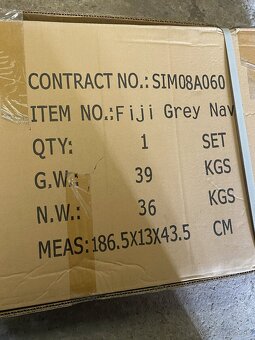 CONTRACT NO.: SIM08A060
ITEM NO.: Fiji Grey Nav
QTY: 1 SET
G.W.: 39 KGS
N.W.: 36 KGS
MEAS: 186.5X13X43.5 CM